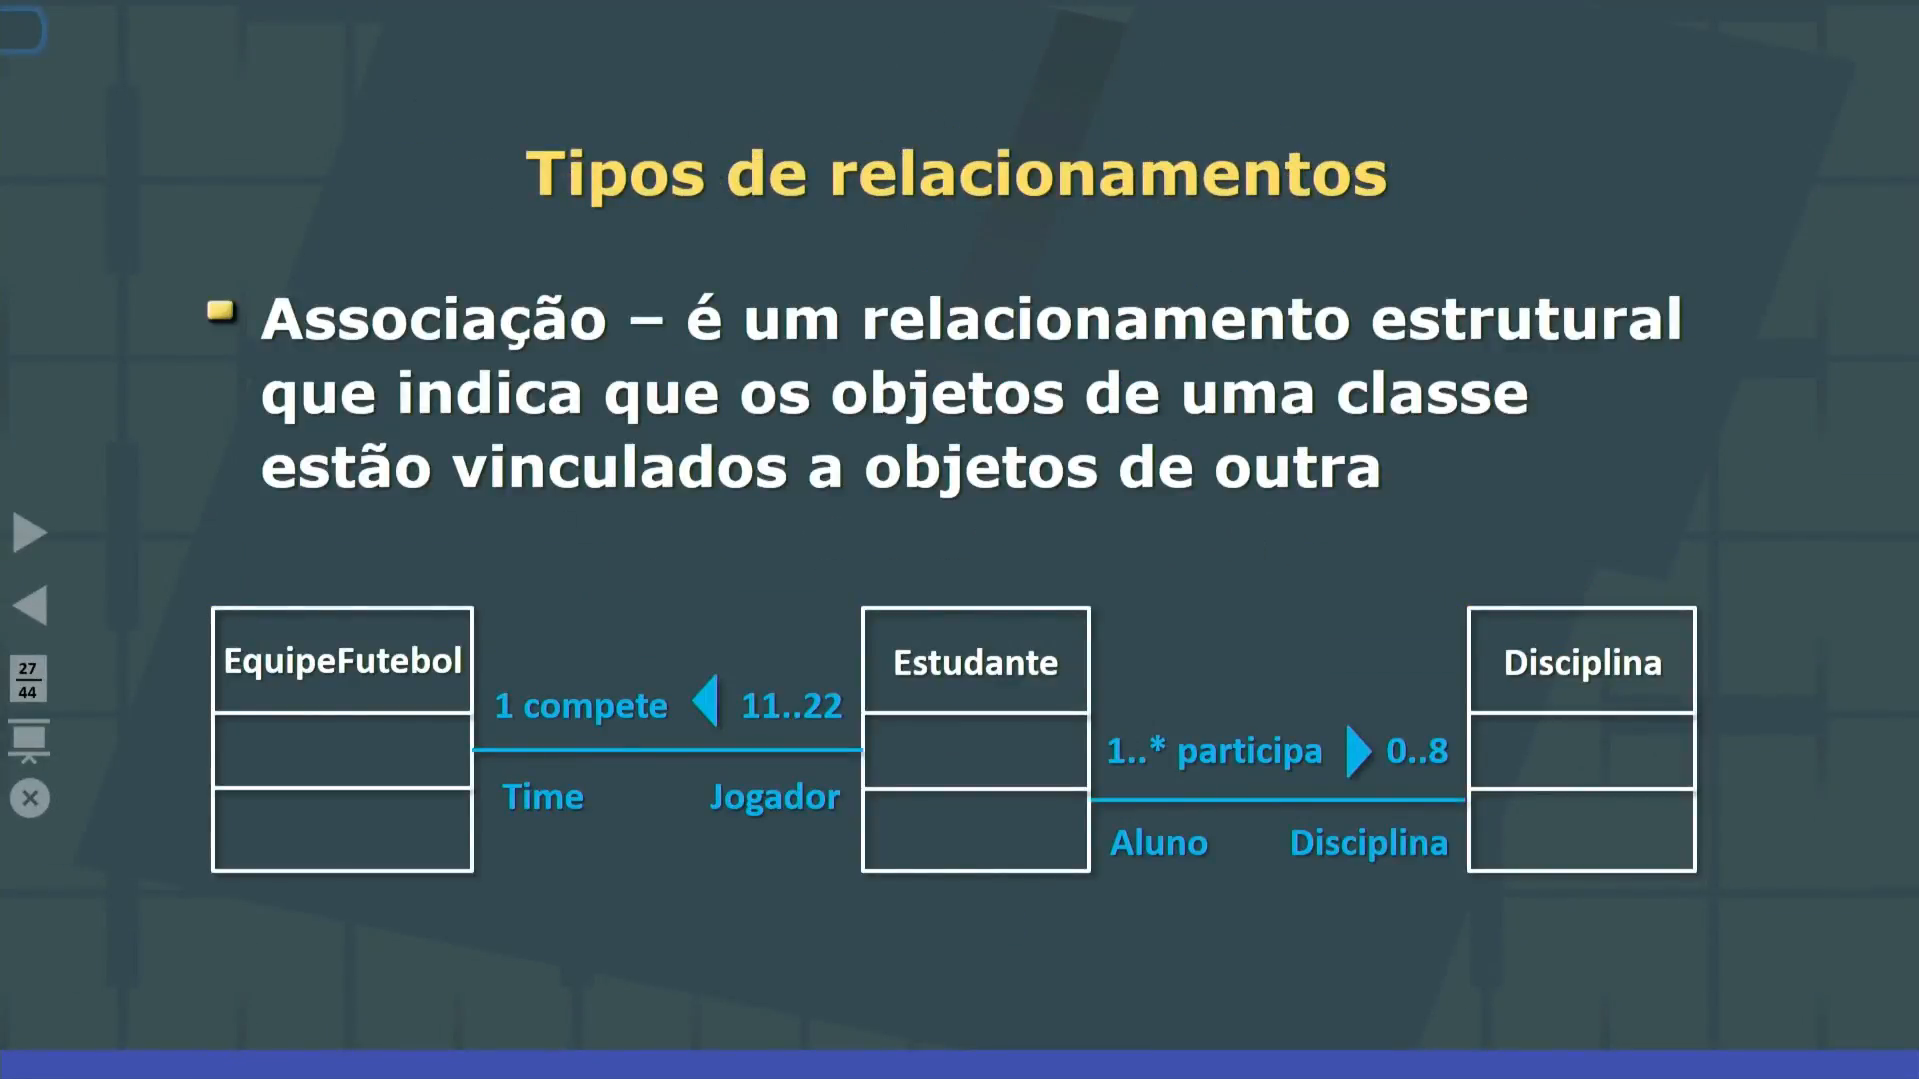 Tipos de relacionamentos
Associação – é um relacionamento estrutural
que indica que os objetos de uma classe
estão vinculados a objetos de outra
EquipeFutebol
1 compete 11..22
Time Jogador
Estudante
1..* participa 0..8
Aluno Disciplina
Disciplina
27
44